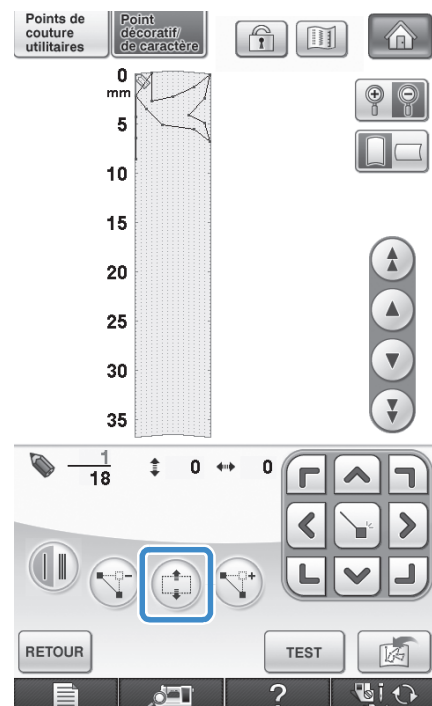 Points de
couture
utilitaires
Point
décoratif/
de caractère
0
mm
5
10
15
20
25
30
35
1
18
0
0
RETOUR
TEST
?